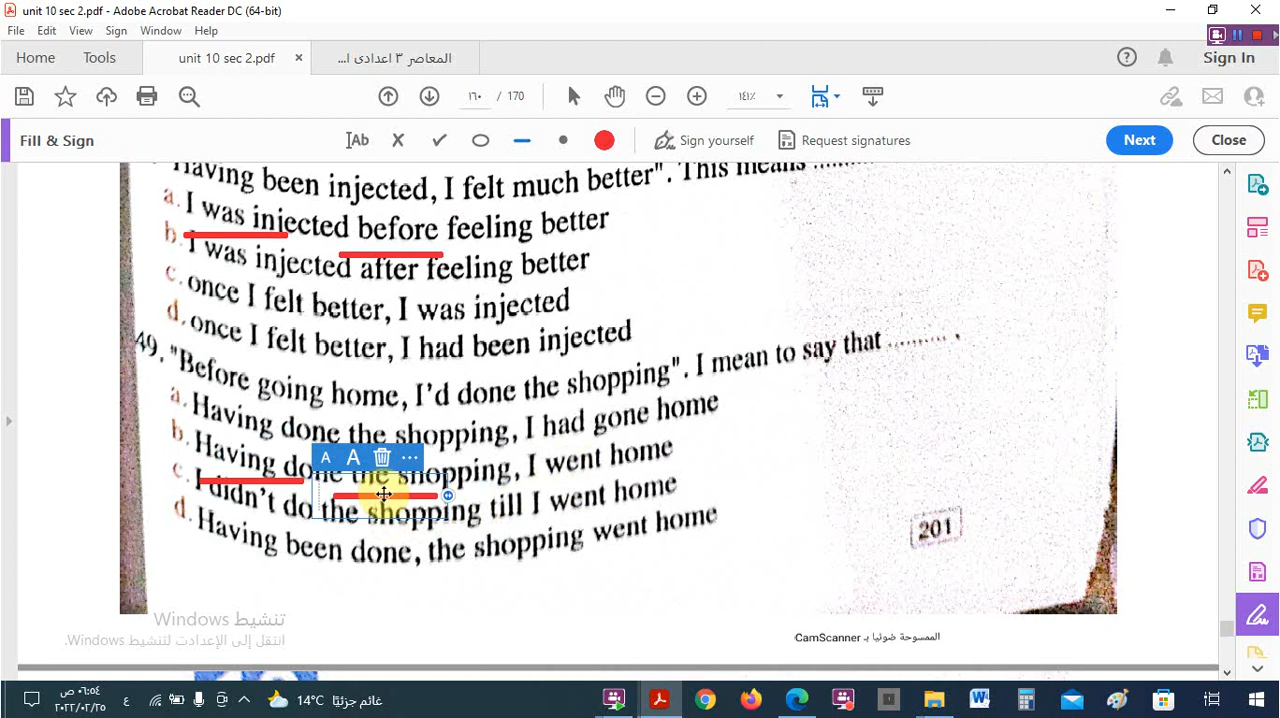 unit 10 sec 2.pdf - Adobe Acrobat Reader DC (64-bit)
File Edit View Sign Window Help
Home Tools unit 10 sec 2.pdf × المعاصر ٣ اعدادى ا...
Sign In
١٦٠ / 170 ١٤١٪
Fill & Sign Ab Sign yourself Request signatures Next Close
"Having been injected, I felt much better". This means ..........
a. I was injected before feeling better
b. I was injected after feeling better
c. once I felt better, I was injected
d. once I felt better, I had been injected
49. "Before going home, I'd done the shopping". I mean to say that .......... .
a. Having done the shopping, I had gone home
b. Having done the shopping, I went home
A A ...
c. I didn't do the shopping till I went home
d. Having been done, the shopping went home
201
تنشيط Windows
انتقل إلى الإعدادت لتنشيط Windows.
الممسوحة ضوئيا بـ CamScanner
٠٦:٥٤ ص
٢٠٢٢/٠٢/٢٥
ع
14°C غائم جزئيًا